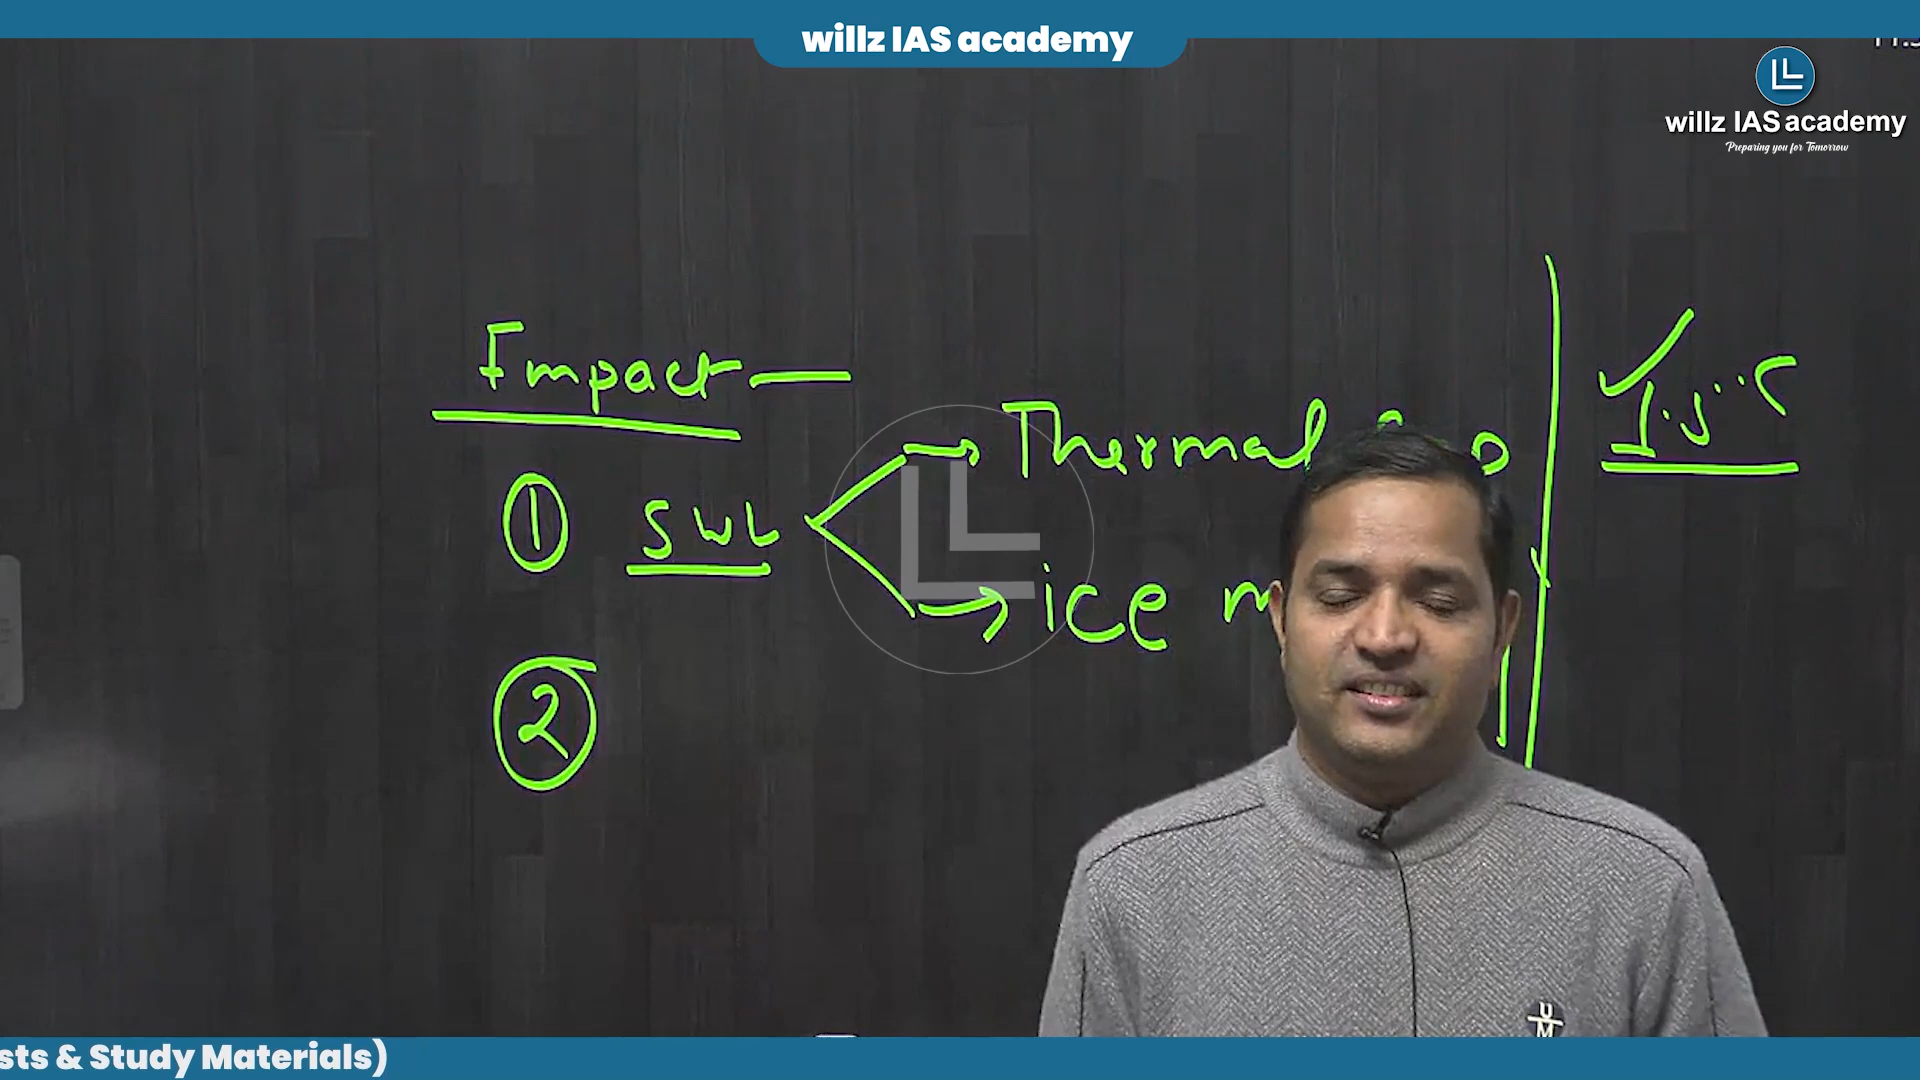 willz IAS academy
willz IAS academy
Preparing you for Tomorrow
Impact —
Thermal
① SWL
ice
②
U
M
sts & Study Materials)